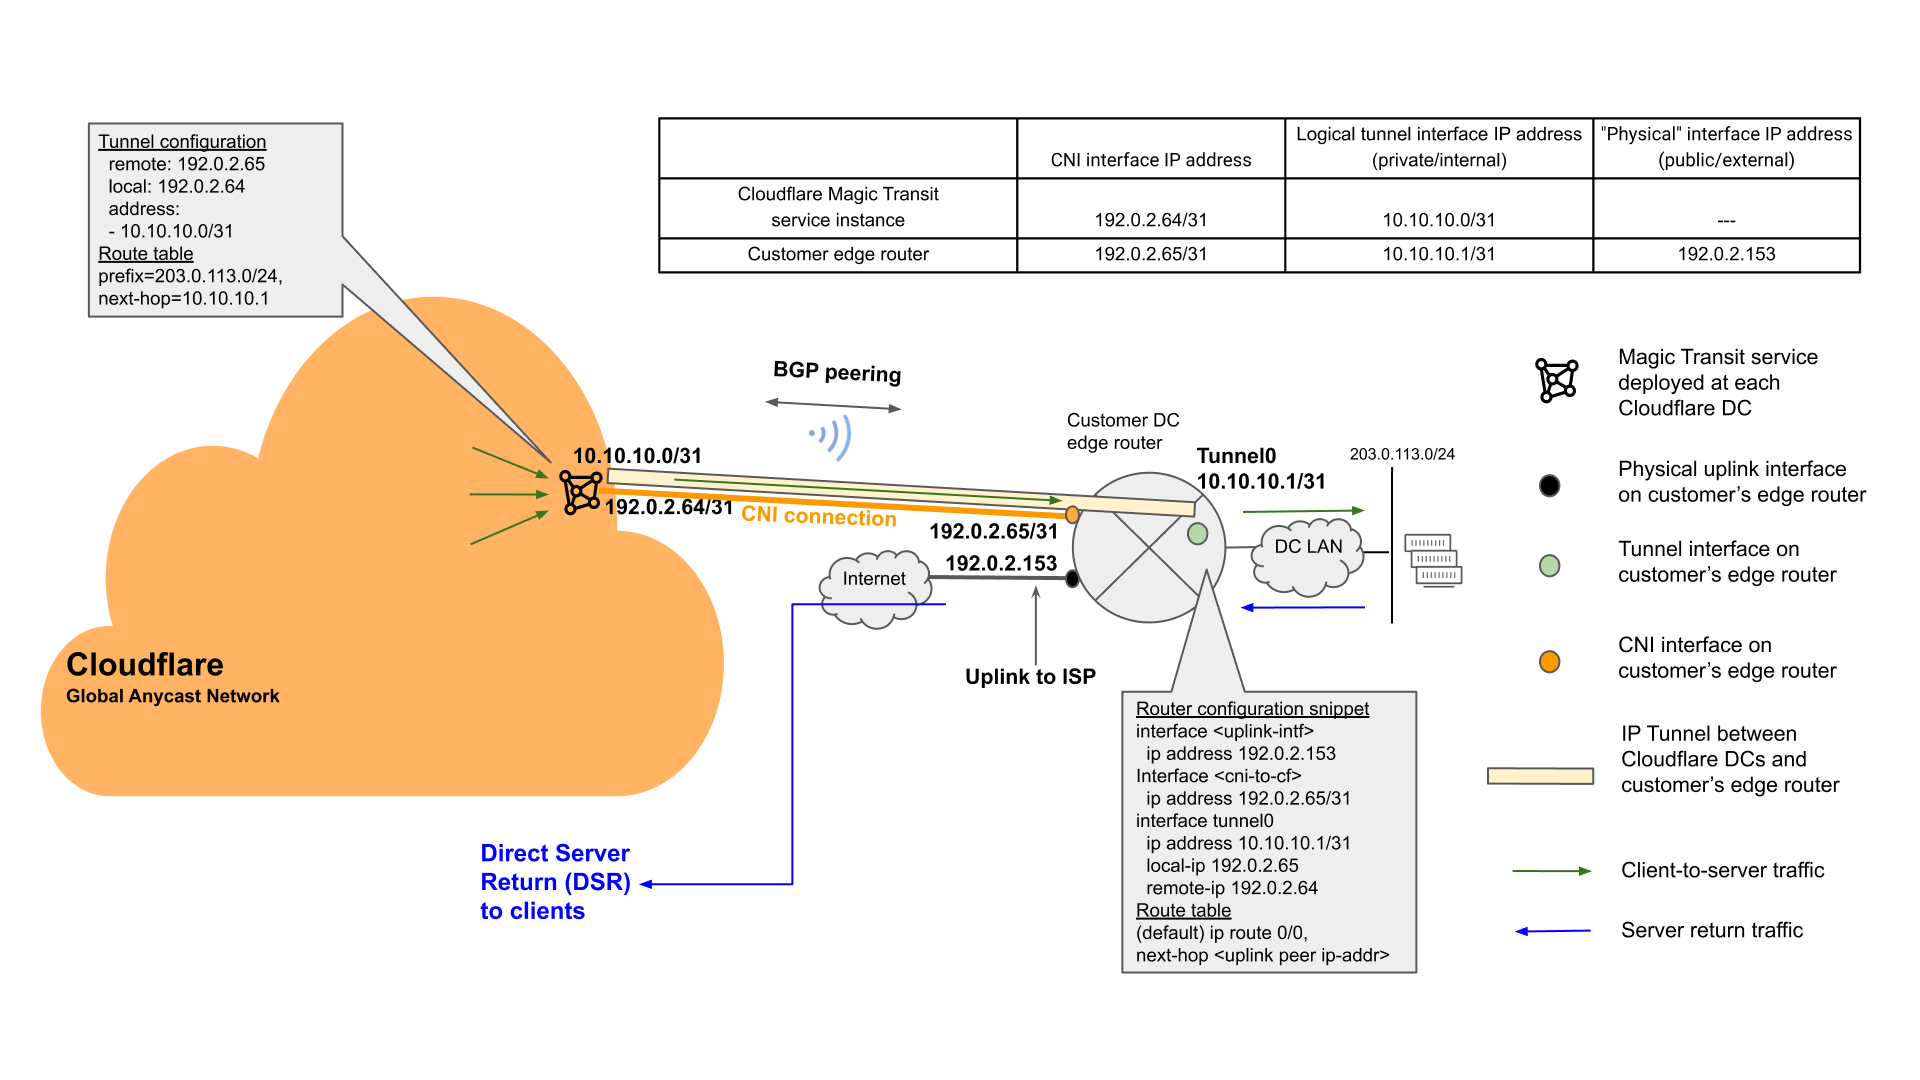 Tunnel configuration
remote: 192.0.2.65
local: 192.0.2.64
address:
- 10.10.10.0/31
Route table
prefix=203.0.113.0/24,
next-hop=10.10.10.1
CNI interface IP address
Logical tunnel interface IP address
(private/internal)
"Physical" interface IP address
(public/external)
Cloudflare Magic Transit
service instance
192.0.2.64/31
10.10.10.0/31
---
Customer edge router
192.0.2.65/31
10.10.10.1/31
192.0.2.153
BGP peering
Customer DC
edge router
10.10.10.0/31
192.0.2.64/31
CNI connection
192.0.2.65/31
192.0.2.153
Tunnel0
10.10.10.1/31
203.0.113.0/24
DC LAN
Internet
Uplink to ISP
Cloudflare
Global Anycast Network
Direct Server
Return (DSR)
to clients
Router configuration snippet
interface <uplink-intf>
ip address 192.0.2.153
Interface <cni-to-cf>
ip address 192.0.2.65/31
interface tunnel0
ip address 10.10.10.1/31
local-ip 192.0.2.65
remote-ip 192.0.2.64
Route table
(default) ip route 0/0,
next-hop <uplink peer ip-addr>
Magic Transit service
deployed at each
Cloudflare DC
Physical uplink interface
on customer’s edge router
Tunnel interface on
customer’s edge router
CNI interface on
customer’s edge router
IP Tunnel between
Cloudflare DCs and
customer’s edge router
Client-to-server traffic
Server return traffic